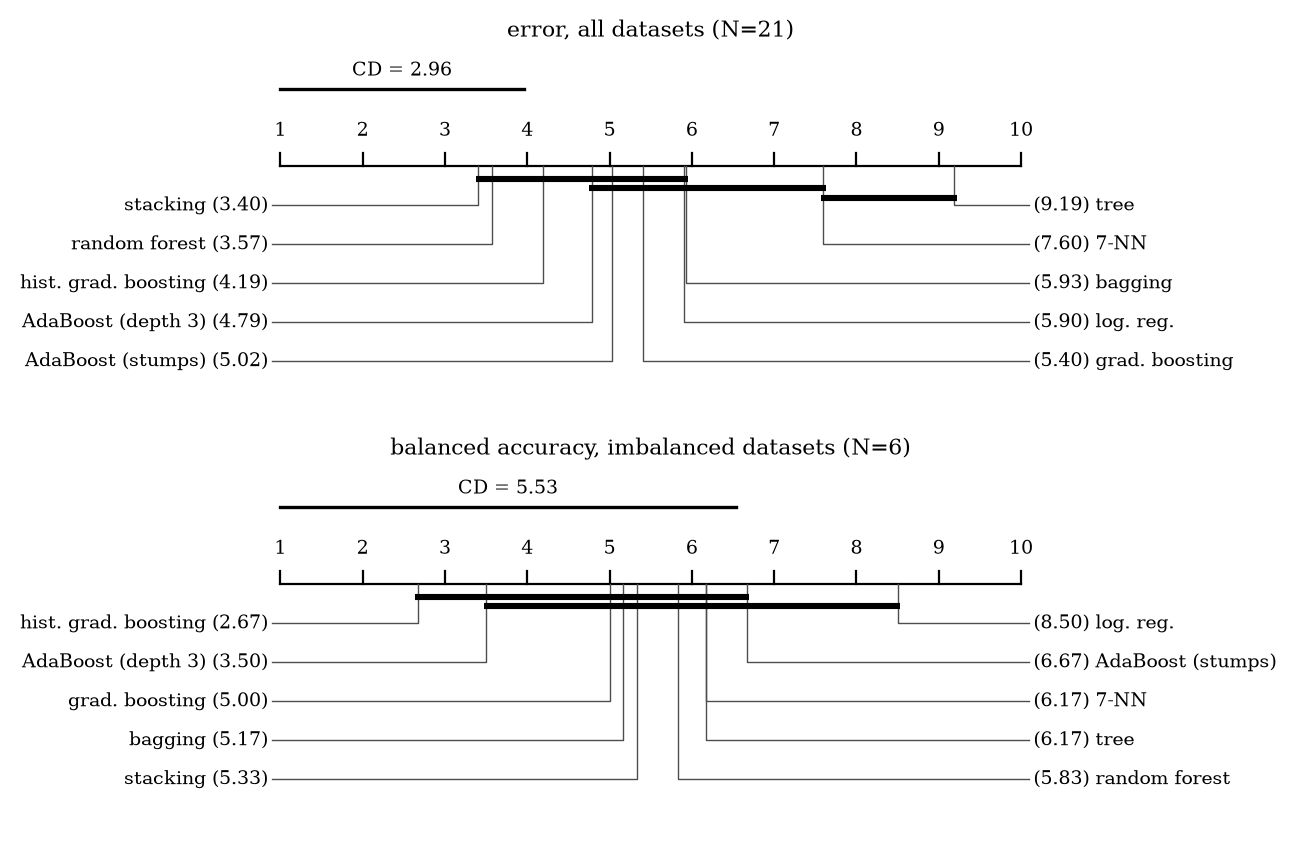 error, all datasets (N=21)
CD = 2.96
1 2 3 4 5 6 7 8 9 10
stacking (3.40) (9.19) tree
random forest (3.57) (7.60) 7-NN
hist. grad. boosting (4.19) (5.93) bagging
AdaBoost (depth 3) (4.79) (5.90) log. reg.
AdaBoost (stumps) (5.02) (5.40) grad. boosting
balanced accuracy, imbalanced datasets (N=6)
CD = 5.53
1 2 3 4 5 6 7 8 9 10
hist. grad. boosting (2.67) (8.50) log. reg.
AdaBoost (depth 3) (3.50) (6.67) AdaBoost (stumps)
grad. boosting (5.00) (6.17) 7-NN
bagging (5.17) (6.17) tree
stacking (5.33) (5.83) random forest